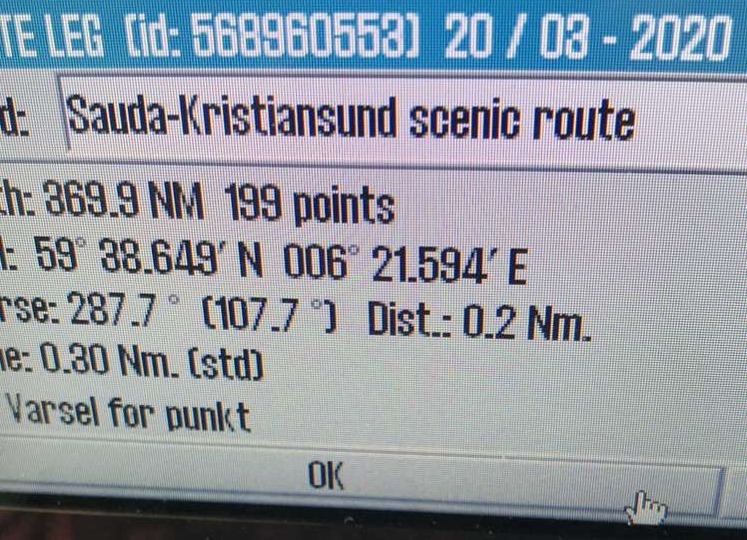 TE LEG (id: 568960553) 20 / 03 - 2020
d: Sauda-Kristiansund scenic route
th: 369.9 NM 199 points
l: 59° 38.649' N 006° 21.594' E
rse: 287.7 ° (107.7 °) Dist.: 0.2 Nm.
ne: 0.30 Nm. (std)
Varsel for punkt
OK